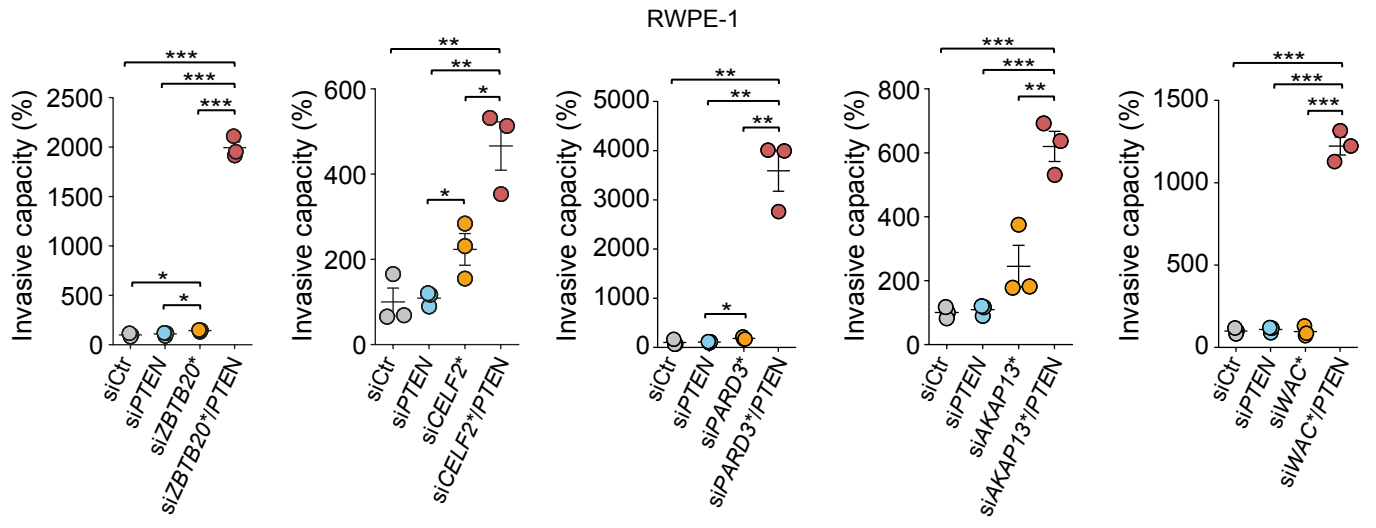 RWPE-1
Invasive capacity (%)
***
***
***
*
*
2500
2000
1500
1000
500
0
siCtr
siPTEN
siZBTB20*
siZBTB20*/PTEN
Invasive capacity (%)
**
**
*
*
600
400
200
0
siCtr
siPTEN
siCELF2*
siCELF2*/PTEN
Invasive capacity (%)
**
**
**
*
5000
4000
3000
2000
1000
0
siCtr
siPTEN
siPARD3*
siPARD3*/PTEN
Invasive capacity (%)
***
***
**
800
600
400
200
0
siCtr
siPTEN
siAKAP13*
siAKAP13*/PTEN
Invasive capacity (%)
***
***
***
1500
1000
500
0
siCtr
siPTEN
siWAC*
siWAC*/PTEN